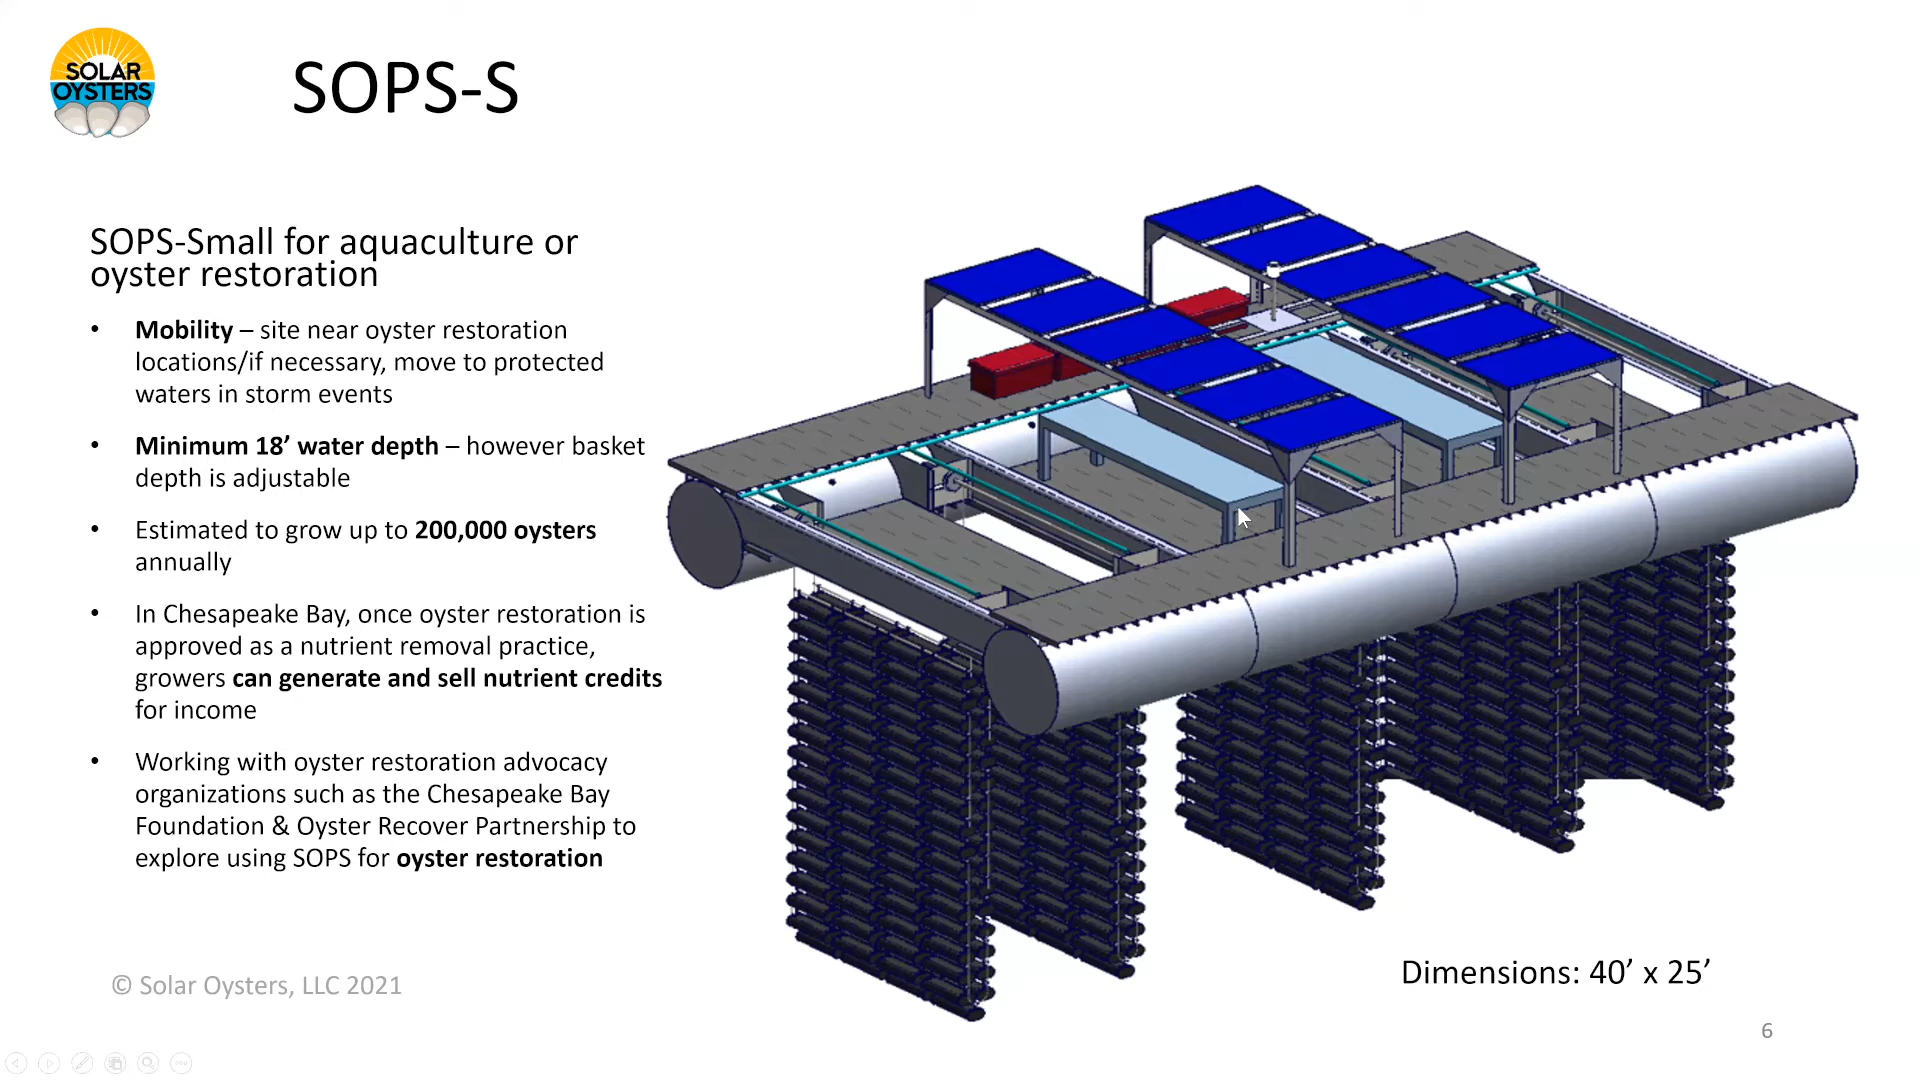 SOLAR
OYSTERS
SOPS-S
SOPS-Small for aquaculture or
oyster restoration
• Mobility – site near oyster restoration
locations/if necessary, move to protected
waters in storm events
• Minimum 18’ water depth – however basket
depth is adjustable
• Estimated to grow up to 200,000 oysters
annually
• In Chesapeake Bay, once oyster restoration is
approved as a nutrient removal practice,
growers can generate and sell nutrient credits
for income
• Working with oyster restoration advocacy
organizations such as the Chesapeake Bay
Foundation & Oyster Recover Partnership to
explore using SOPS for oyster restoration
Dimensions: 40’ x 25’
© Solar Oysters, LLC 2021
6